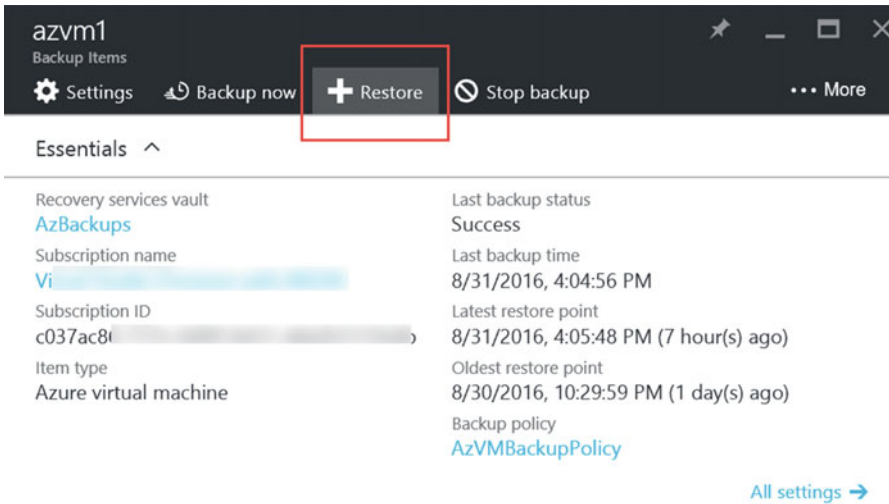 azvm1
Backup Items
Settings Backup now Restore Stop backup ••• More
Essentials
Recovery services vault
AzBackups
Subscription name
Vi
Subscription ID
c037ac8
Item type
Azure virtual machine
Last backup status
Success
Last backup time
8/31/2016, 4:04:56 PM
Latest restore point
8/31/2016, 4:05:48 PM (7 hour(s) ago)
Oldest restore point
8/30/2016, 10:29:59 PM (1 day(s) ago)
Backup policy
AzVMBackupPolicy
All settings →